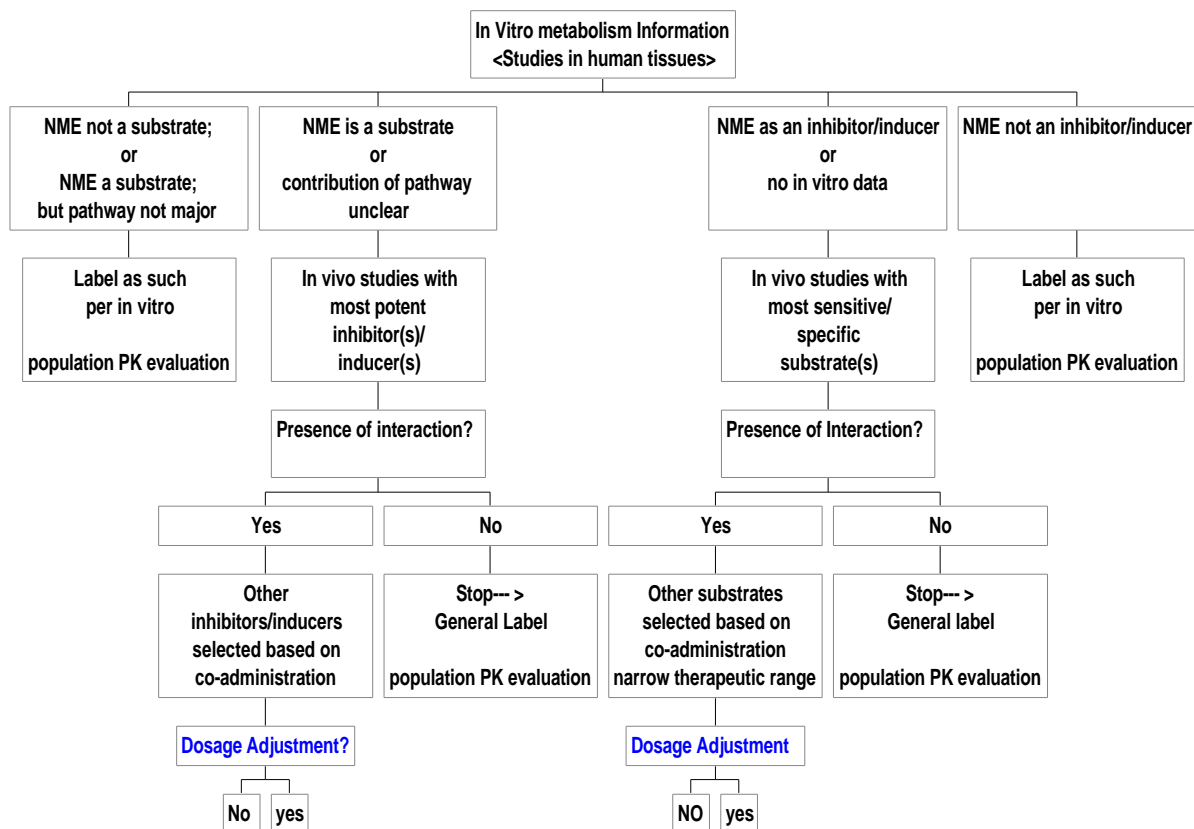 In Vitro metabolism Information
<Studies in human tissues>
NME not a substrate;
or
NME a substrate;
but pathway not major
NME is a substrate
or
contribution of pathway
unclear
NME as an inhibitor/inducer
or
no in vitro data
NME not an inhibitor/inducer
Label as such
per in vitro
population PK evaluation
In vivo studies with
most potent
inhibitor(s)/
inducer(s)
In vivo studies with
most sensitive/
specific
substrate(s)
Label as such
per in vitro
population PK evaluation
Presence of interaction?
Presence of Interaction?
Yes
No
Yes
No
Other
inhibitors/inducers
selected based on
co-administration
Stop--- >
General Label
population PK evaluation
Other substrates
selected based on
co-administration
narrow therapeutic range
Stop--- >
General label
population PK evaluation
Dosage Adjustment?
Dosage Adjustment
No
yes
NO
yes